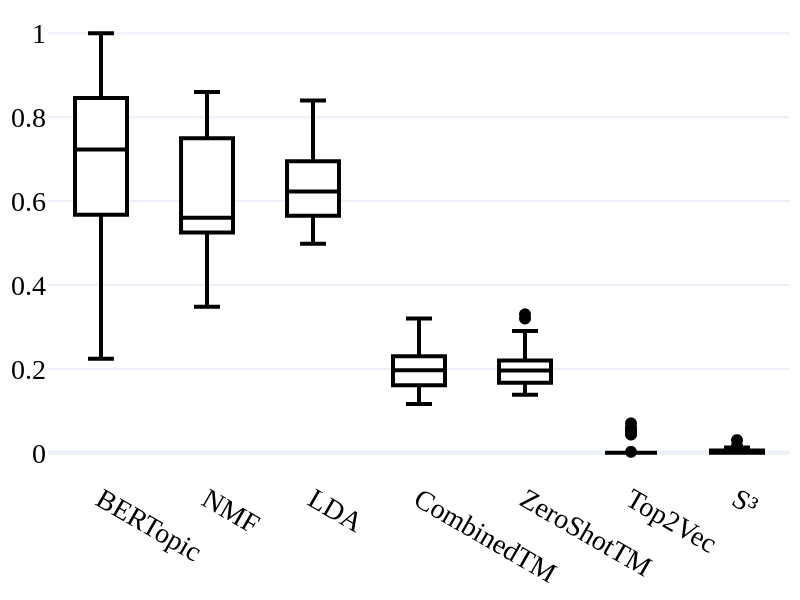 1
0.8
0.6
0.4
0.2
0
BERTopic
NMF
LDA
CombinedTM
ZeroShotTM
Top2Vec
S³